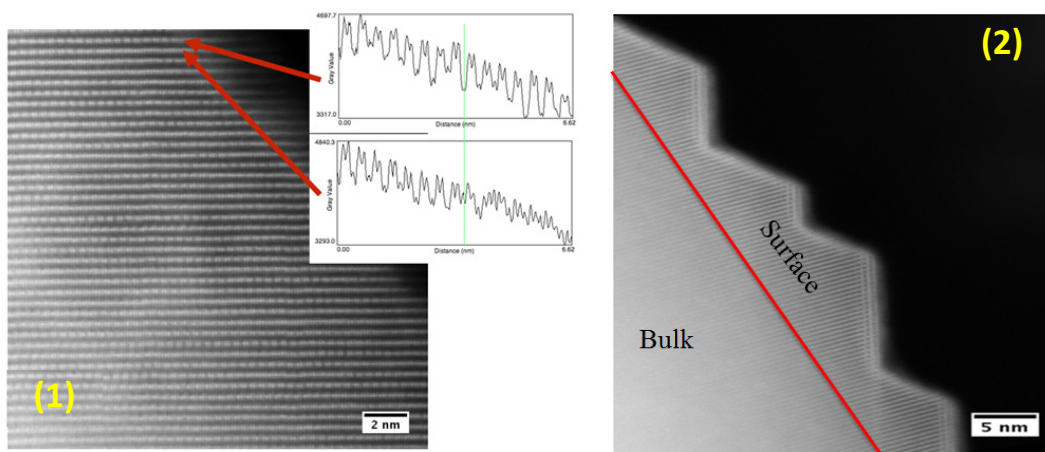 4697.7
Gray Value
3317.0
0.00
Distance (nm)
6.62
4840.3
Gray Value
3293.0
0.00
Distance (nm)
6.62
(1)
2 nm
(2)
Surface
Bulk
5 nm